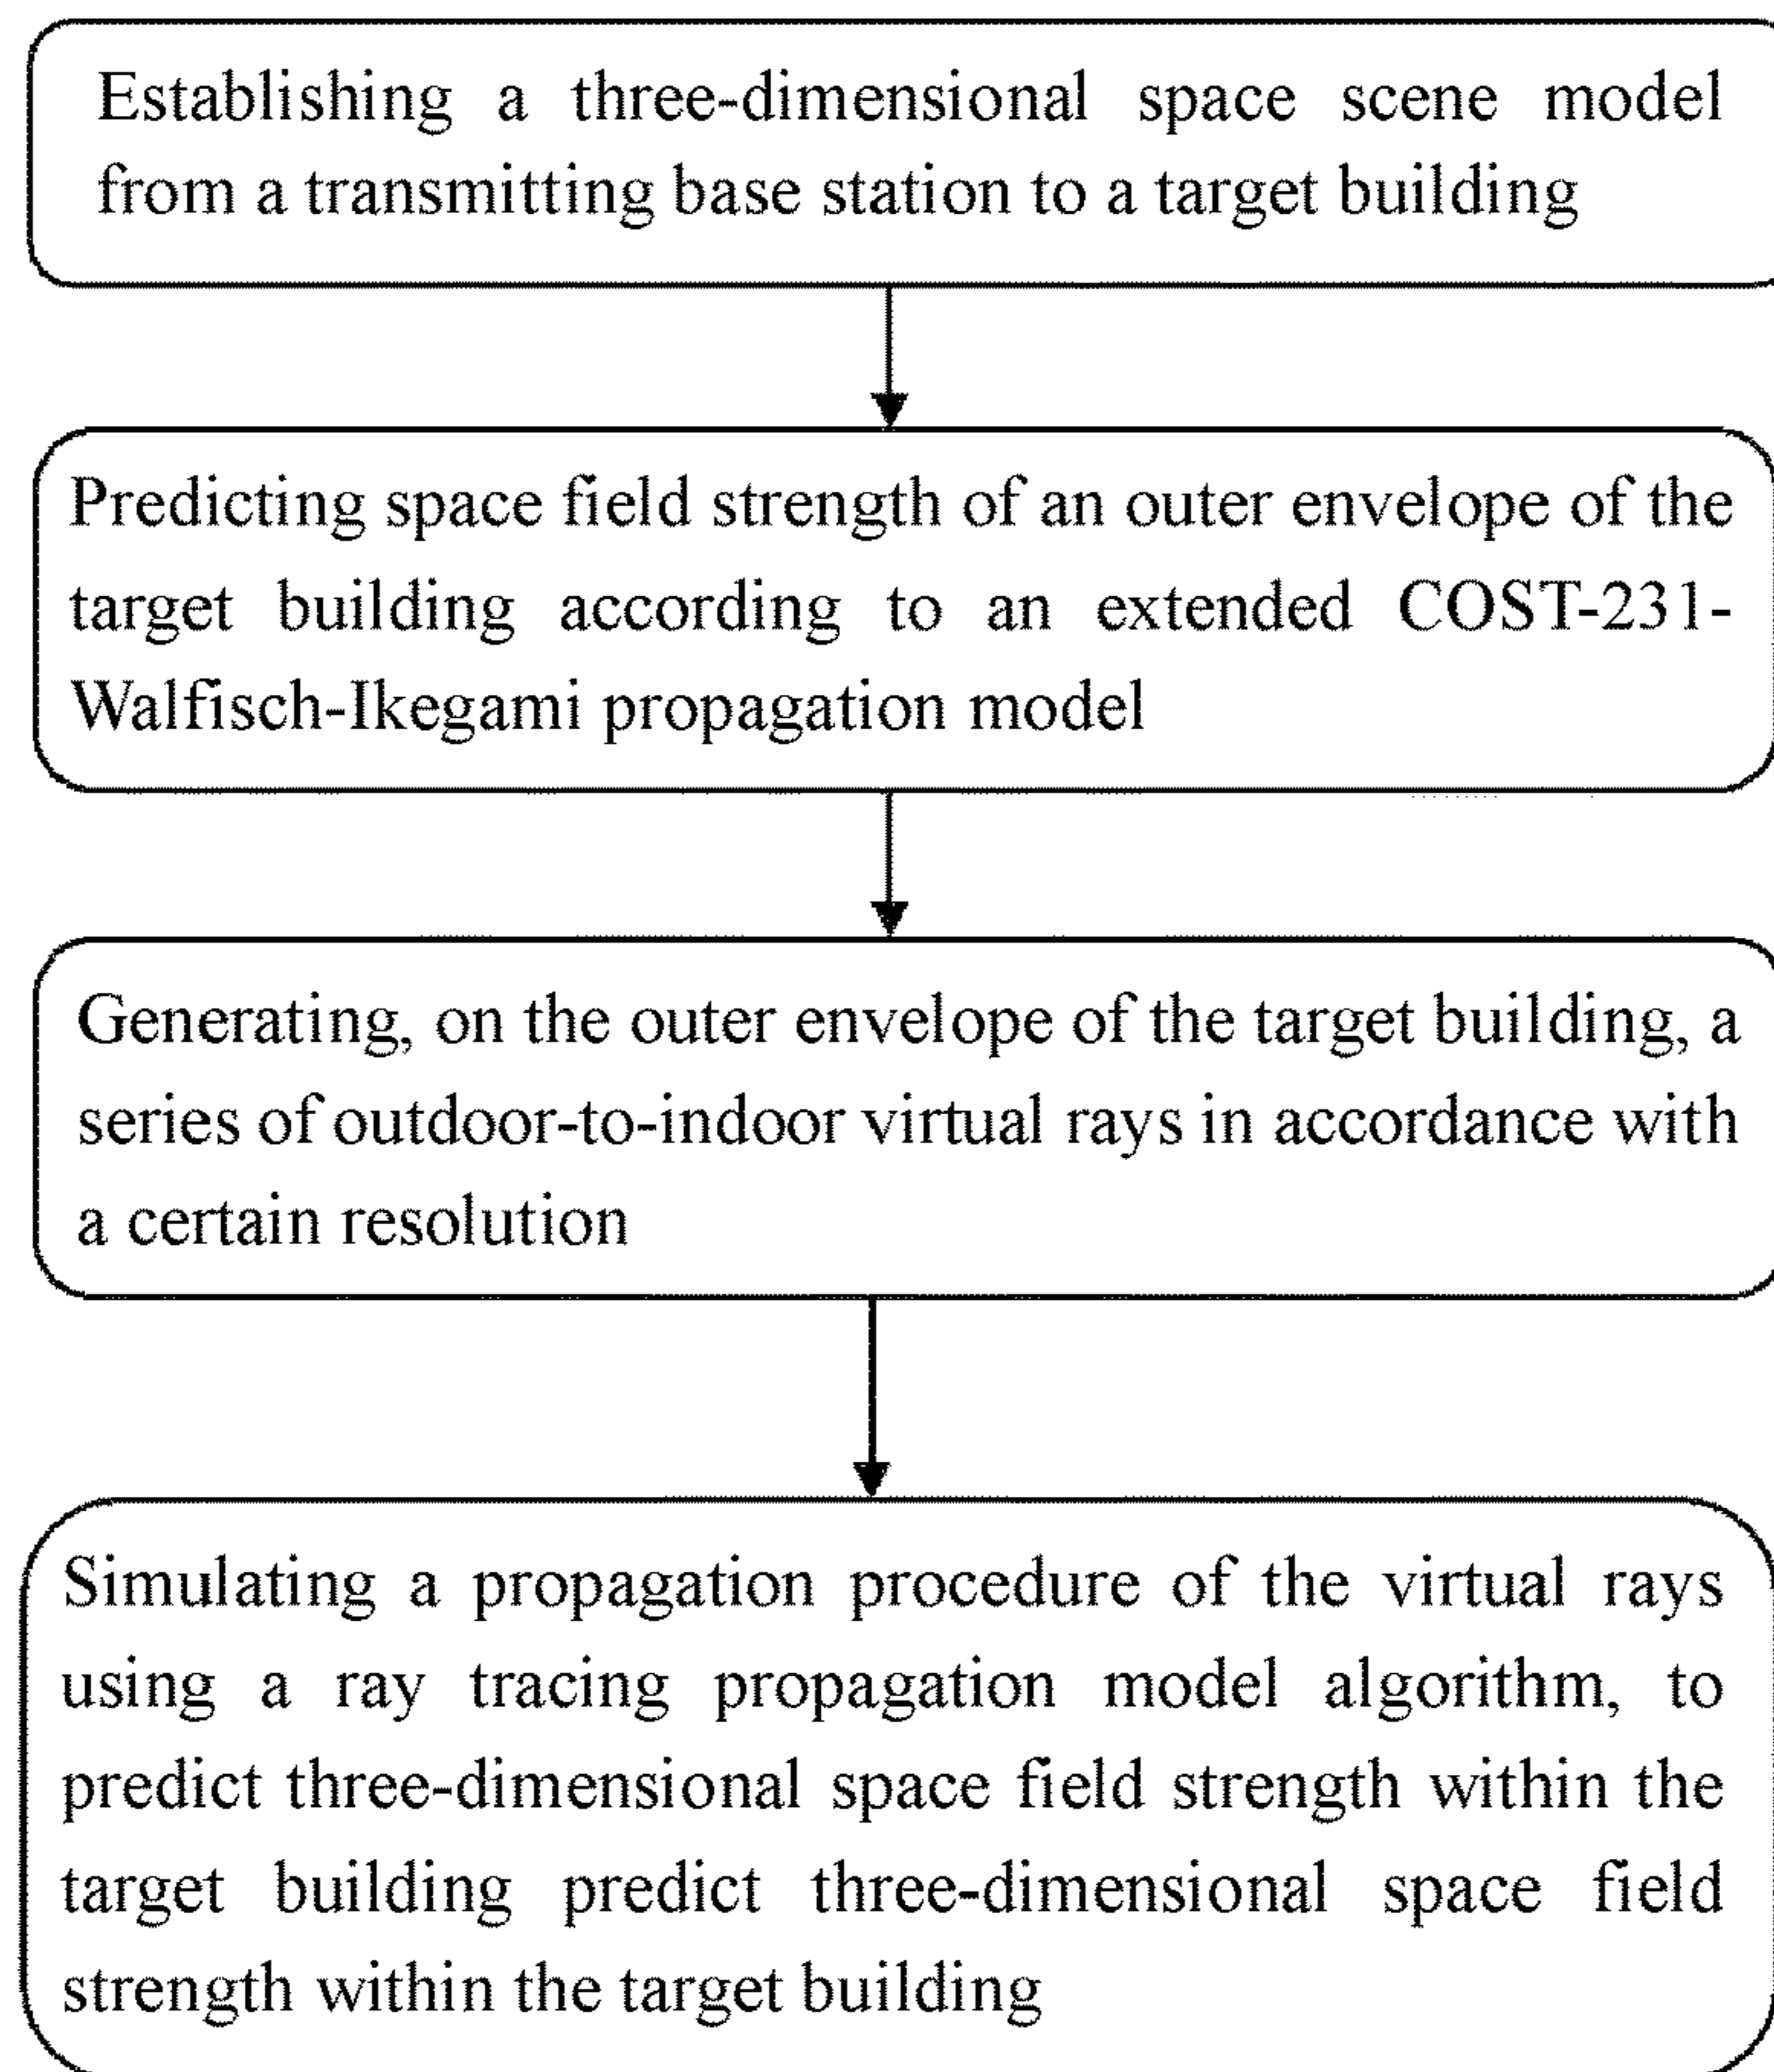 Establishing a three-dimensional space scene model
from a transmitting base station to a target building
Predicting space field strength of an outer envelope of the
target building according to an extended COST-231-
Walfisch-Ikegami propagation model
Generating, on the outer envelope of the target building, a
series of outdoor-to-indoor virtual rays in accordance with
a certain resolution
Simulating a propagation procedure of the virtual rays
using a ray tracing propagation model algorithm, to
predict three-dimensional space field strength within the
target building predict three-dimensional space field
strength within the target building